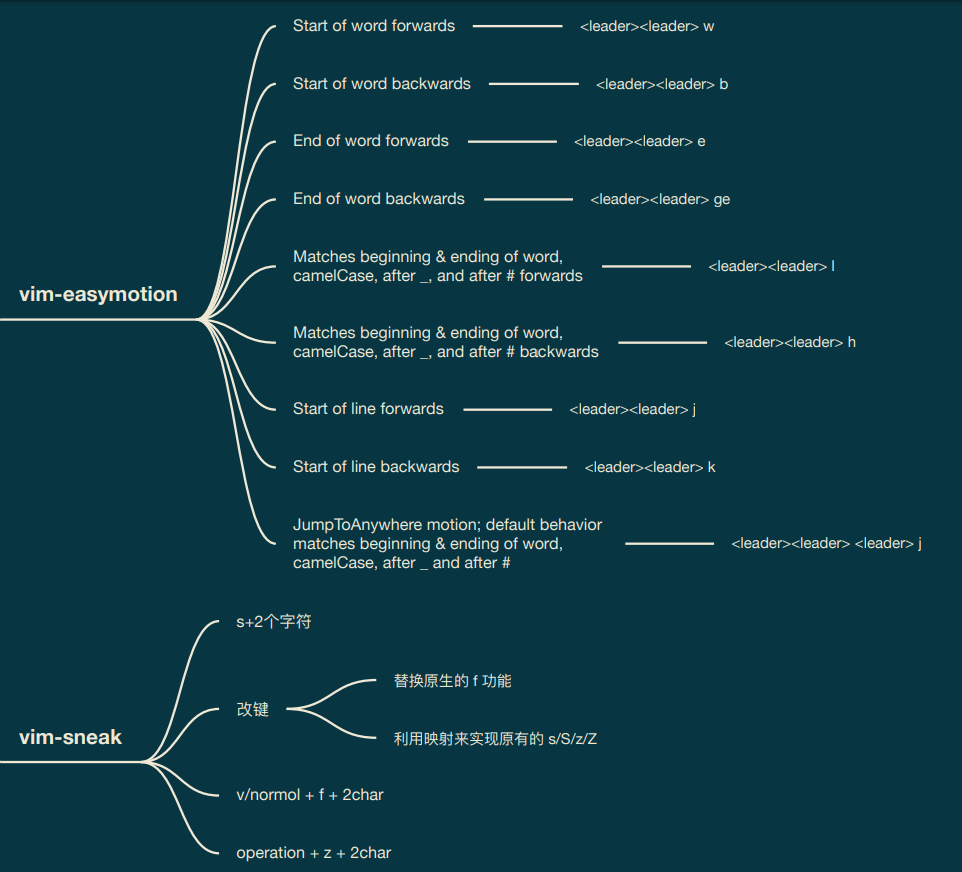 vim-easymotion
Start of word forwards
<leader><leader> w
Start of word backwards
<leader><leader> b
End of word forwards
<leader><leader> e
End of word backwards
<leader><leader> ge
Matches beginning & ending of word,
camelCase, after _, and after # forwards
<leader><leader> l
Matches beginning & ending of word,
camelCase, after _, and after # backwards
<leader><leader> h
Start of line forwards
<leader><leader> j
Start of line backwards
<leader><leader> k
JumpToAnywhere motion; default behavior
matches beginning & ending of word,
camelCase, after _ and after #
<leader><leader> <leader> j
vim-sneak
s+2个字符
改键
替换原生的 f 功能
利用映射来实现原有的 s/S/z/Z
v/normol + f + 2char
operation + z + 2char